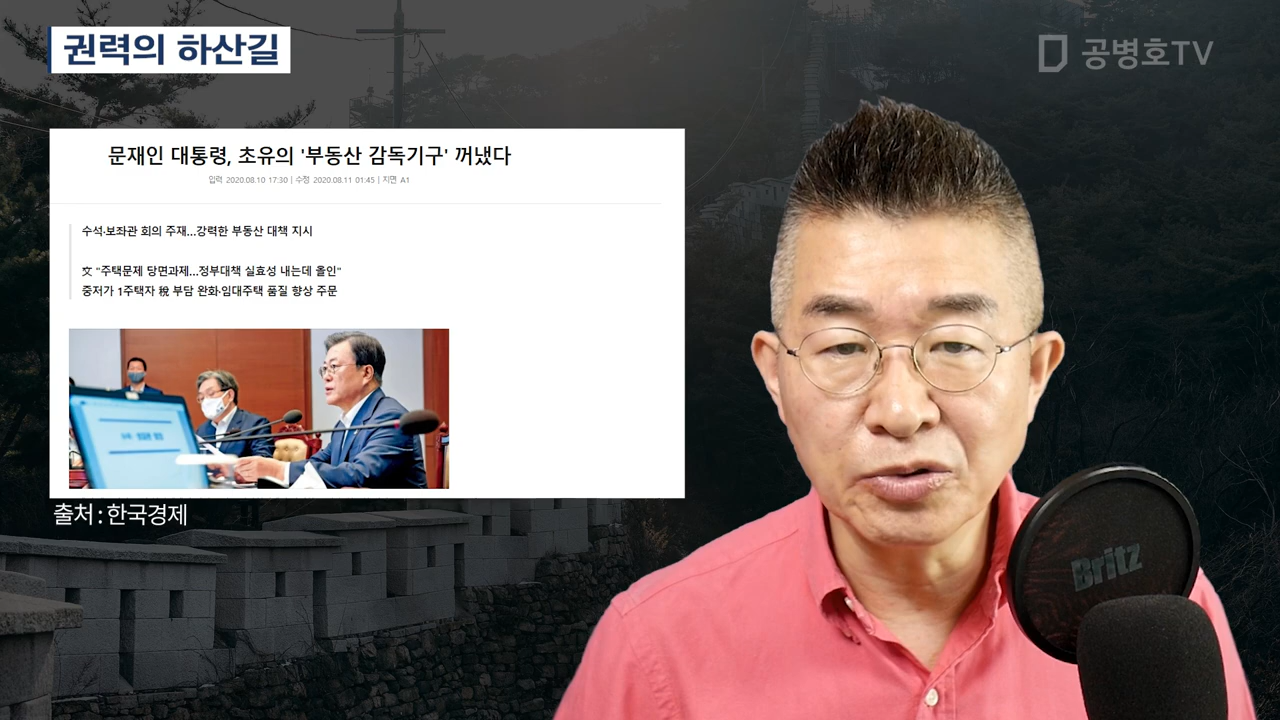 권력의 하산길
공병호TV
문재인 대통령, 초유의 '부동산 감독기구' 꺼냈다
입력 2020.08.10 17:30 | 수정 2020.08.11 01:45 | 지면 A1
수석·보좌관 회의 주재...강력한 부동산 대책 지시
文 "주택문제 당면과제...정부대책 실효성 내는데 올인"
중저가 1주택자 稅 부담 완화·임대주택 품질 향상 주문
출처 : 한국경제
Britz